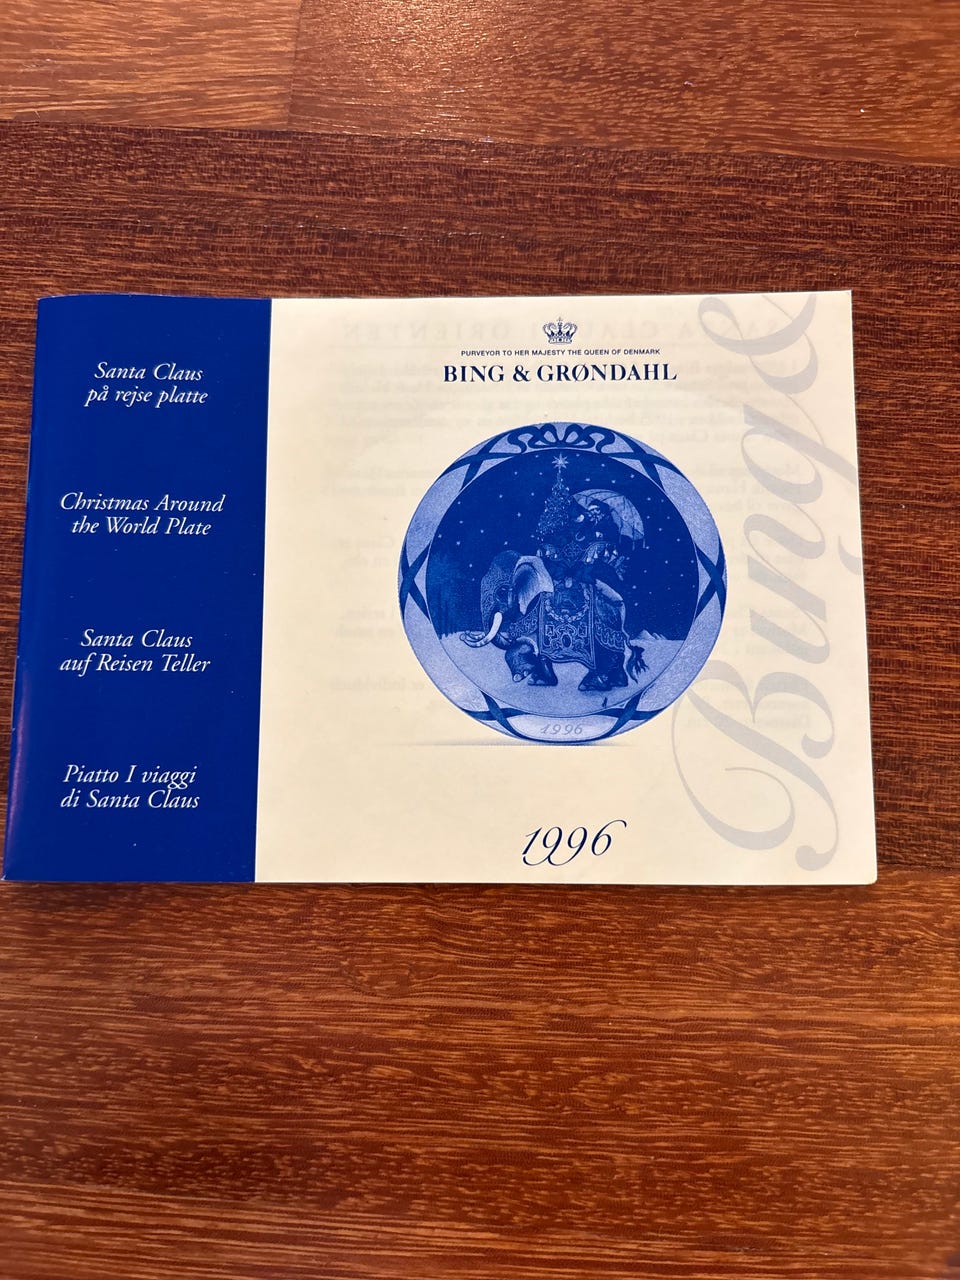 Santa Claus
på rejse platte
Christmas Around
the World Plate
Santa Claus
auf Reisen Teller
Piatto I viaggi
di Santa Claus
PURVEYOR TO HER MAJESTY THE QUEEN OF DENMARK
BING & GRØNDAHL
1996
1996
Bing &